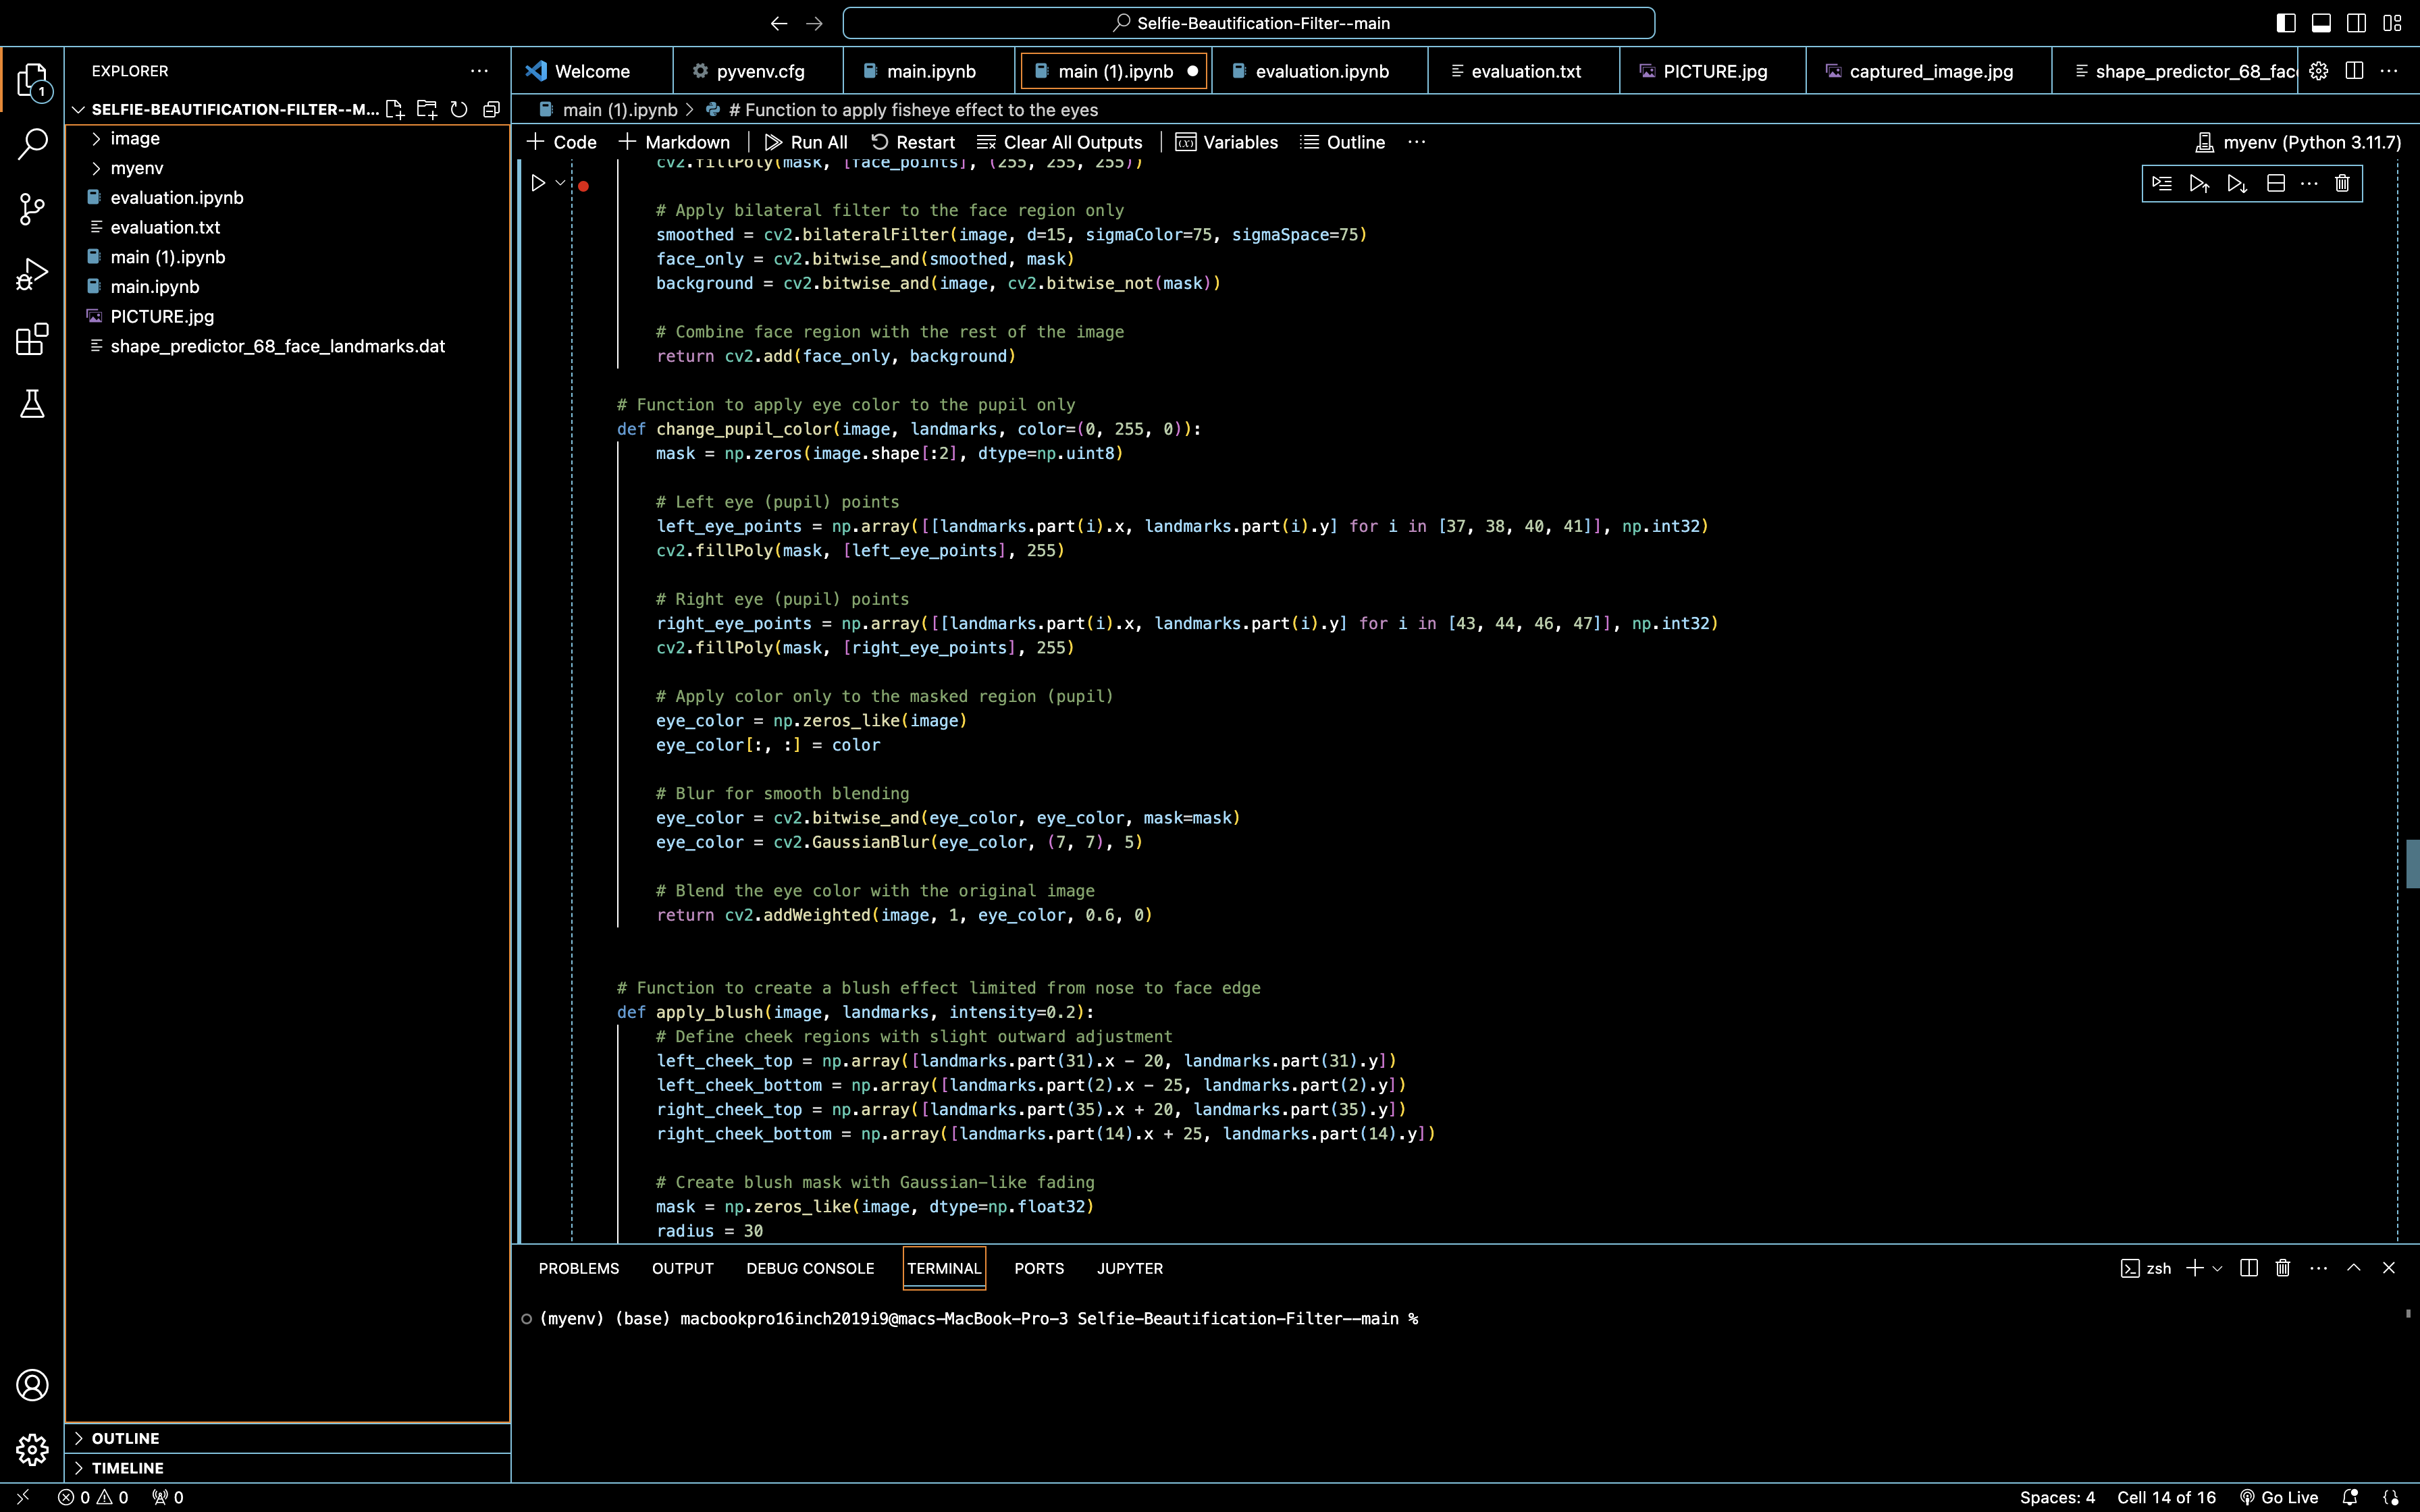 Selfie-Beautification-Filter--main
EXPLORER
Welcome
pyvenv.cfg
main.ipynb
main (1).ipynb
evaluation.ipynb
evaluation.txt
PICTURE.jpg
captured_image.jpg
shape_predictor_68_fac
SELFIE-BEAUTIFICATION-FILTER--M...
main (1).ipynb > # Function to apply fisheye effect to the eyes
Code
Markdown
Run All
Restart
Clear All Outputs
Variables
Outline
myenv (Python 3.11.7)
1
image
myenv
evaluation.ipynb
evaluation.txt
main (1).ipynb
main.ipynb
PICTURE.jpg
shape_predictor_68_face_landmarks.dat
cv2.fillPoly(mask, [face_points], (255, 255, 255))
# Apply bilateral filter to the face region only
smoothed = cv2.bilateralFilter(image, d=15, sigmaColor=75, sigmaSpace=75)
face_only = cv2.bitwise_and(smoothed, mask)
background = cv2.bitwise_and(image, cv2.bitwise_not(mask))
# Combine face region with the rest of the image
return cv2.add(face_only, background)
# Function to apply eye color to the pupil only
def change_pupil_color(image, landmarks, color=(0, 255, 0)):
mask = np.zeros(image.shape[:2], dtype=np.uint8)
# Left eye (pupil) points
left_eye_points = np.array([[landmarks.part(i).x, landmarks.part(i).y] for i in [37, 38, 40, 41]], np.int32)
cv2.fillPoly(mask, [left_eye_points], 255)
# Right eye (pupil) points
right_eye_points = np.array([[landmarks.part(i).x, landmarks.part(i).y] for i in [43, 44, 46, 47]], np.int32)
cv2.fillPoly(mask, [right_eye_points], 255)
# Apply color only to the masked region (pupil)
eye_color = np.zeros_like(image)
eye_color[:, :] = color
# Blur for smooth blending
eye_color = cv2.bitwise_and(eye_color, eye_color, mask=mask)
eye_color = cv2.GaussianBlur(eye_color, (7, 7), 5)
# Blend the eye color with the original image
return cv2.addWeighted(image, 1, eye_color, 0.6, 0)
# Function to create a blush effect limited from nose to face edge
def apply_blush(image, landmarks, intensity=0.2):
# Define cheek regions with slight outward adjustment
left_cheek_top = np.array([landmarks.part(31).x - 20, landmarks.part(31).y])
left_cheek_bottom = np.array([landmarks.part(2).x - 25, landmarks.part(2).y])
right_cheek_top = np.array([landmarks.part(35).x + 20, landmarks.part(35).y])
right_cheek_bottom = np.array([landmarks.part(14).x + 25, landmarks.part(14).y])
# Create blush mask with Gaussian-like fading
mask = np.zeros_like(image, dtype=np.float32)
radius = 30
PROBLEMS
OUTPUT
DEBUG CONSOLE
TERMINAL
PORTS
JUPYTER
zsh
(myenv) (base) macbookpro16inch2019i9@macs-MacBook-Pro-3 Selfie-Beautification-Filter--main %
OUTLINE
TIMELINE
0
0
0
Spaces: 4
Cell 14 of 16
Go Live